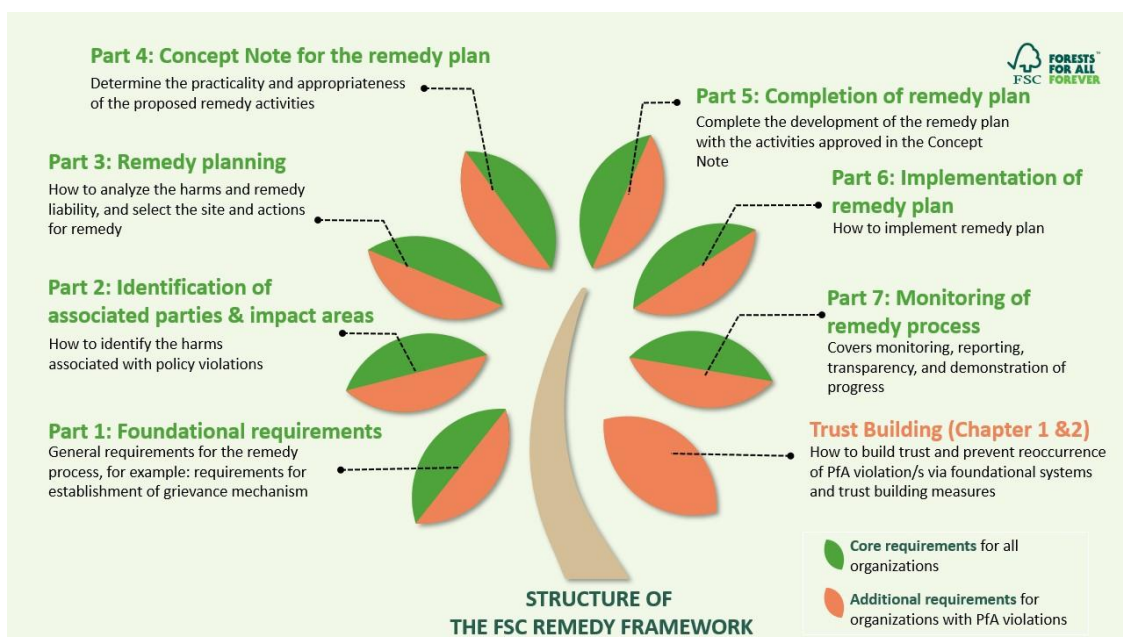 Part 4: Concept Note for the remedy plan
Determine the practicality and appropriateness
of the proposed remedy activities
Part 3: Remedy planning
How to analyze the harms and remedy
liability, and select the site and actions
for remedy
Part 2: Identification of
associated parties & impact areas
How to identify the harms
associated with policy violations
Part 1: Foundational requirements
General requirements for the remedy
process, for example: requirements for
establishment of grievance mechanism
FSC
FORESTS™
FOR ALL
FOREVER
Part 5: Completion of remedy plan
Complete the development of the remedy plan
with the activities approved in the Concept
Note
Part 6: Implementation of
remedy plan
How to implement remedy plan
Part 7: Monitoring of
remedy process
Covers monitoring, reporting,
transparency, and demonstration of
progress
Trust Building (Chapter 1 &2)
How to build trust and prevent reoccurrence
of PfA violation/s via foundational systems
and trust building measures
Core requirements for all
organizations
Additional requirements for
organizations with PfA violations
STRUCTURE OF
THE FSC REMEDY FRAMEWORK